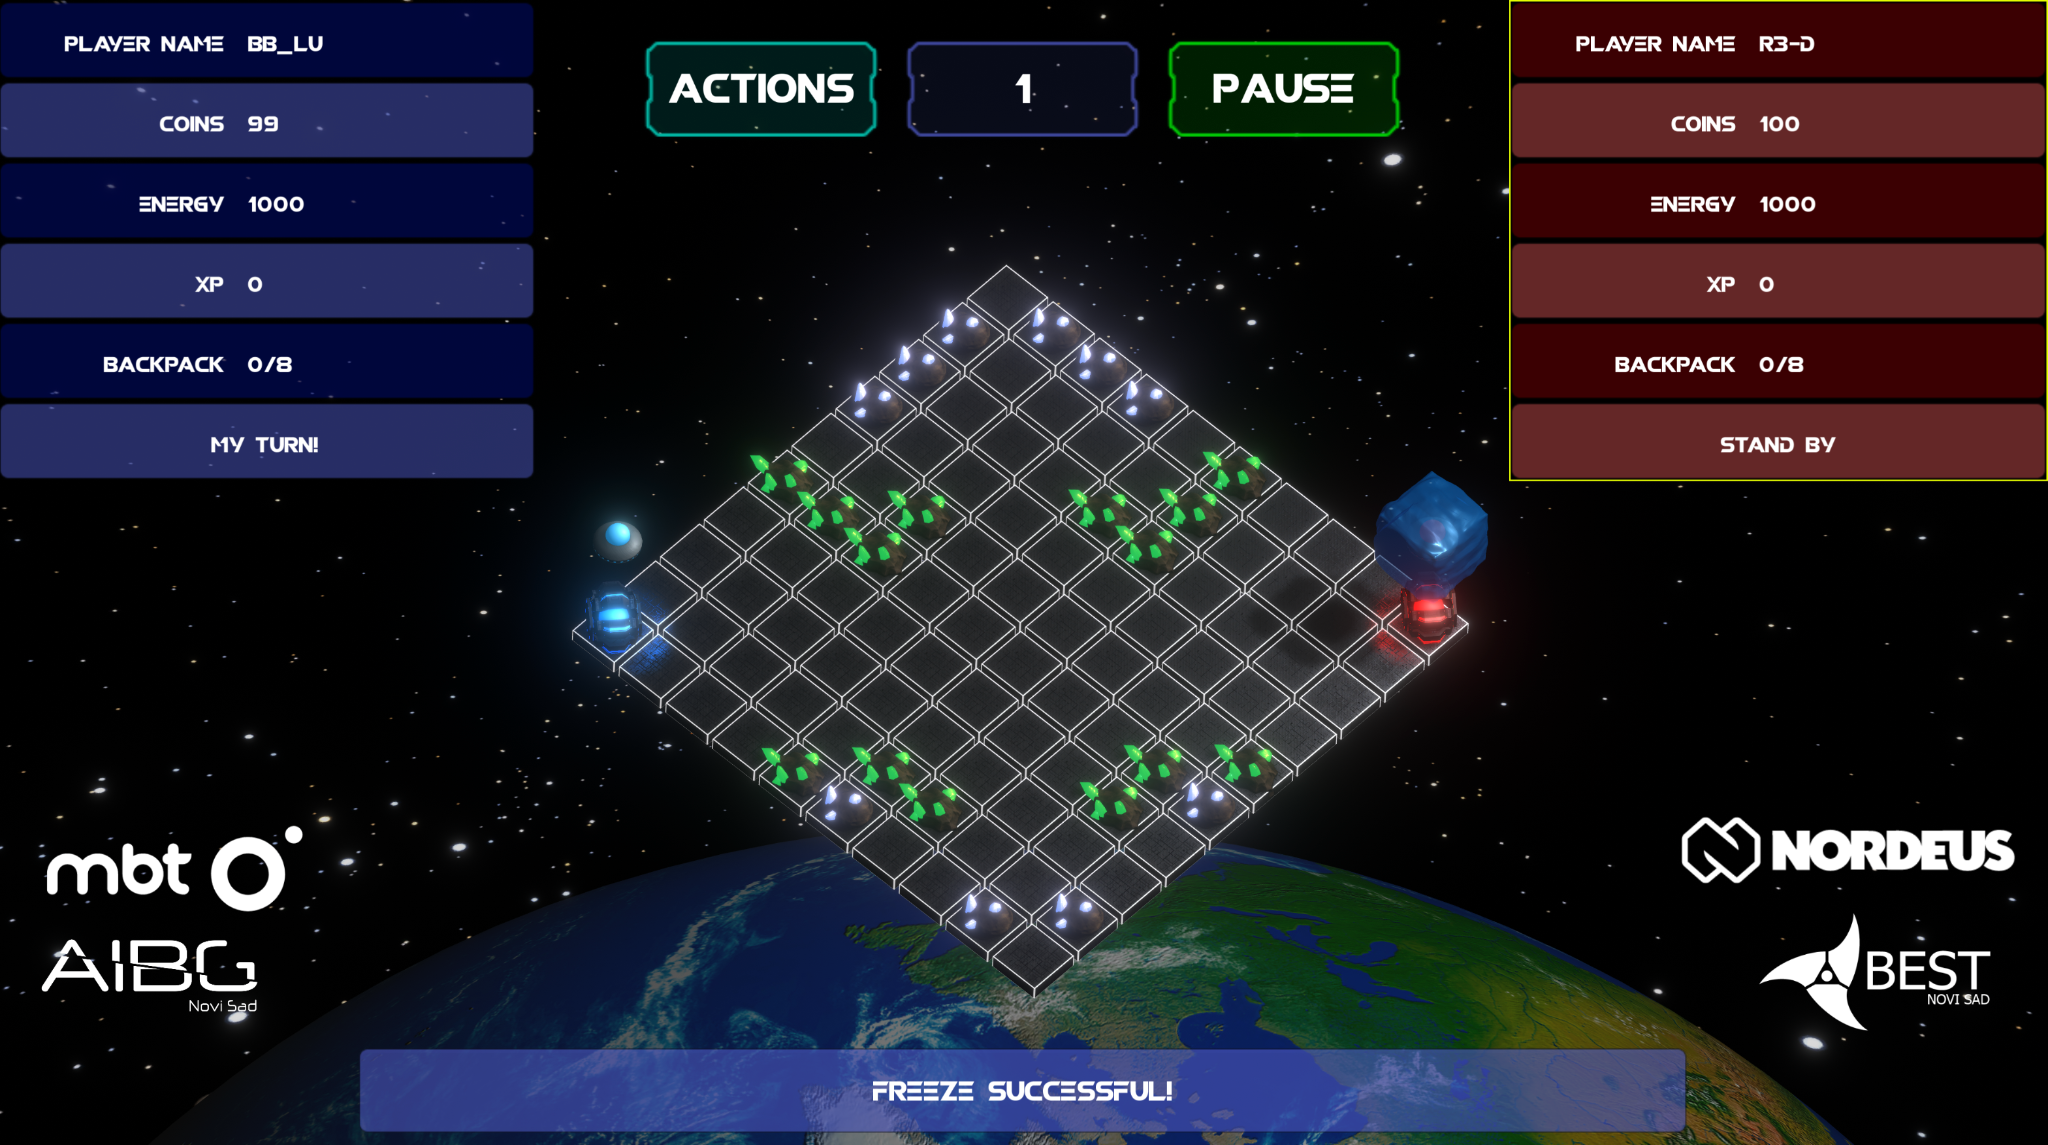 PLAYER NAME BB_LU
COINS 99
ENERGY 1000
XP 0
BACKPACK 0/8
MY TURN!
ACTIONS
1
PAUSE
PLAYER NAME R3-D
COINS 100
ENERGY 1000
XP 0
BACKPACK 0/8
STAND BY
mbt
AIBG
Novi Sad
NORDEUS
BEST
NOVI SAD
FREEZE SUCCESSFUL!